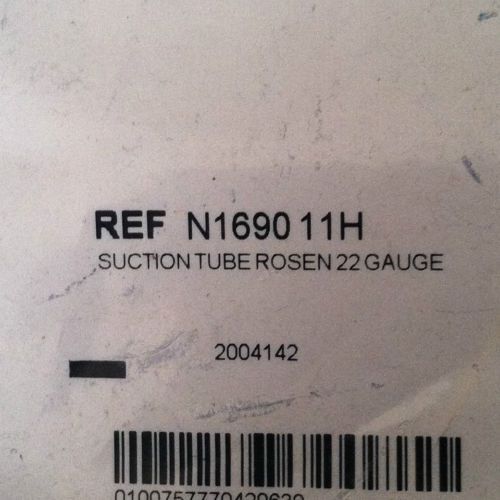 REF N1690 11H
SUCTION TUBE ROSEN 22 GAUGE
2004142